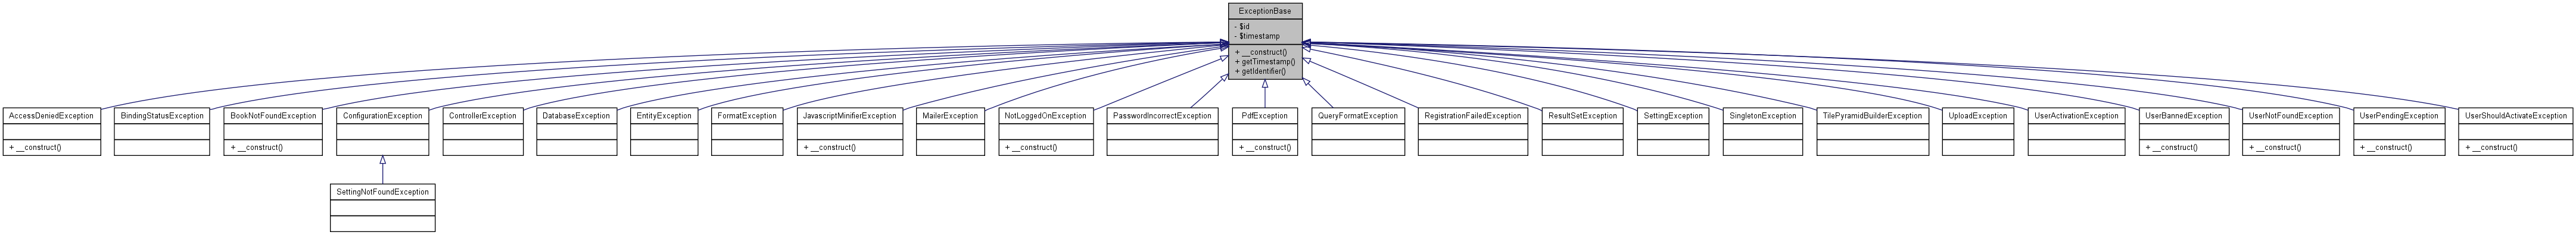 ExceptionBase
- $id
- $timestamp
+ __construct()
+ getTimestamp()
+ getIdentifier()
AccessDeniedException
+ __construct()
BindingStatusException
BookNotFoundException
+ __construct()
ConfigurationException
ControllerException
DatabaseException
EntityException
FormatException
JavascriptMinifierException
+ __construct()
MailerException
NotLoggedOnException
+ __construct()
PasswordIncorrectException
PdfException
+ __construct()
QueryFormatException
RegistrationFailedException
ResultSetException
SettingException
SingletonException
TilePyramidBuilderException
UploadException
UserActivationException
UserBannedException
+ __construct()
UserNotFoundException
+ __construct()
UserPendingException
+ __construct()
UserShouldActivateException
+ __construct()
SettingNotFoundException